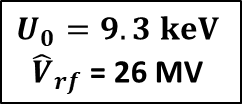 U₀ = 9.3 keV
V̂ᵣf = 26 MV